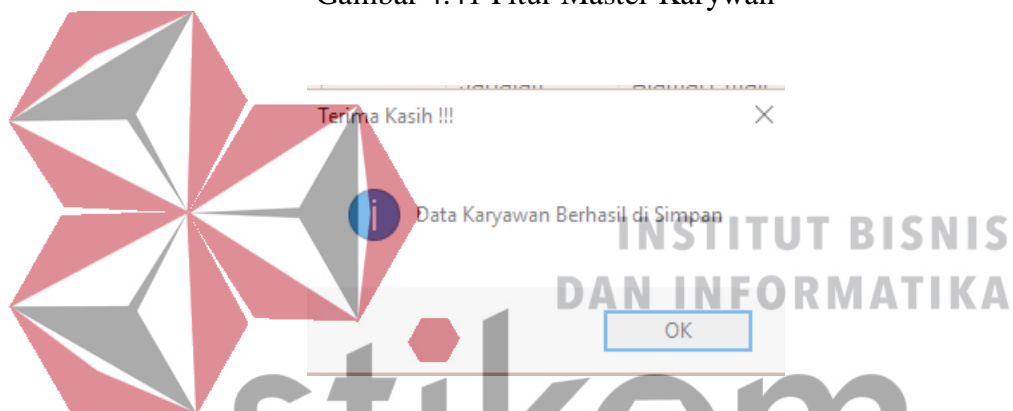 Gambar 4.41 Fitur Master Karywan
Terima Kasih !!!
Data Karyawan Berhasil di Simpan
INSTITUT BISNIS
DAN INFORMATIKA
OK
stikom